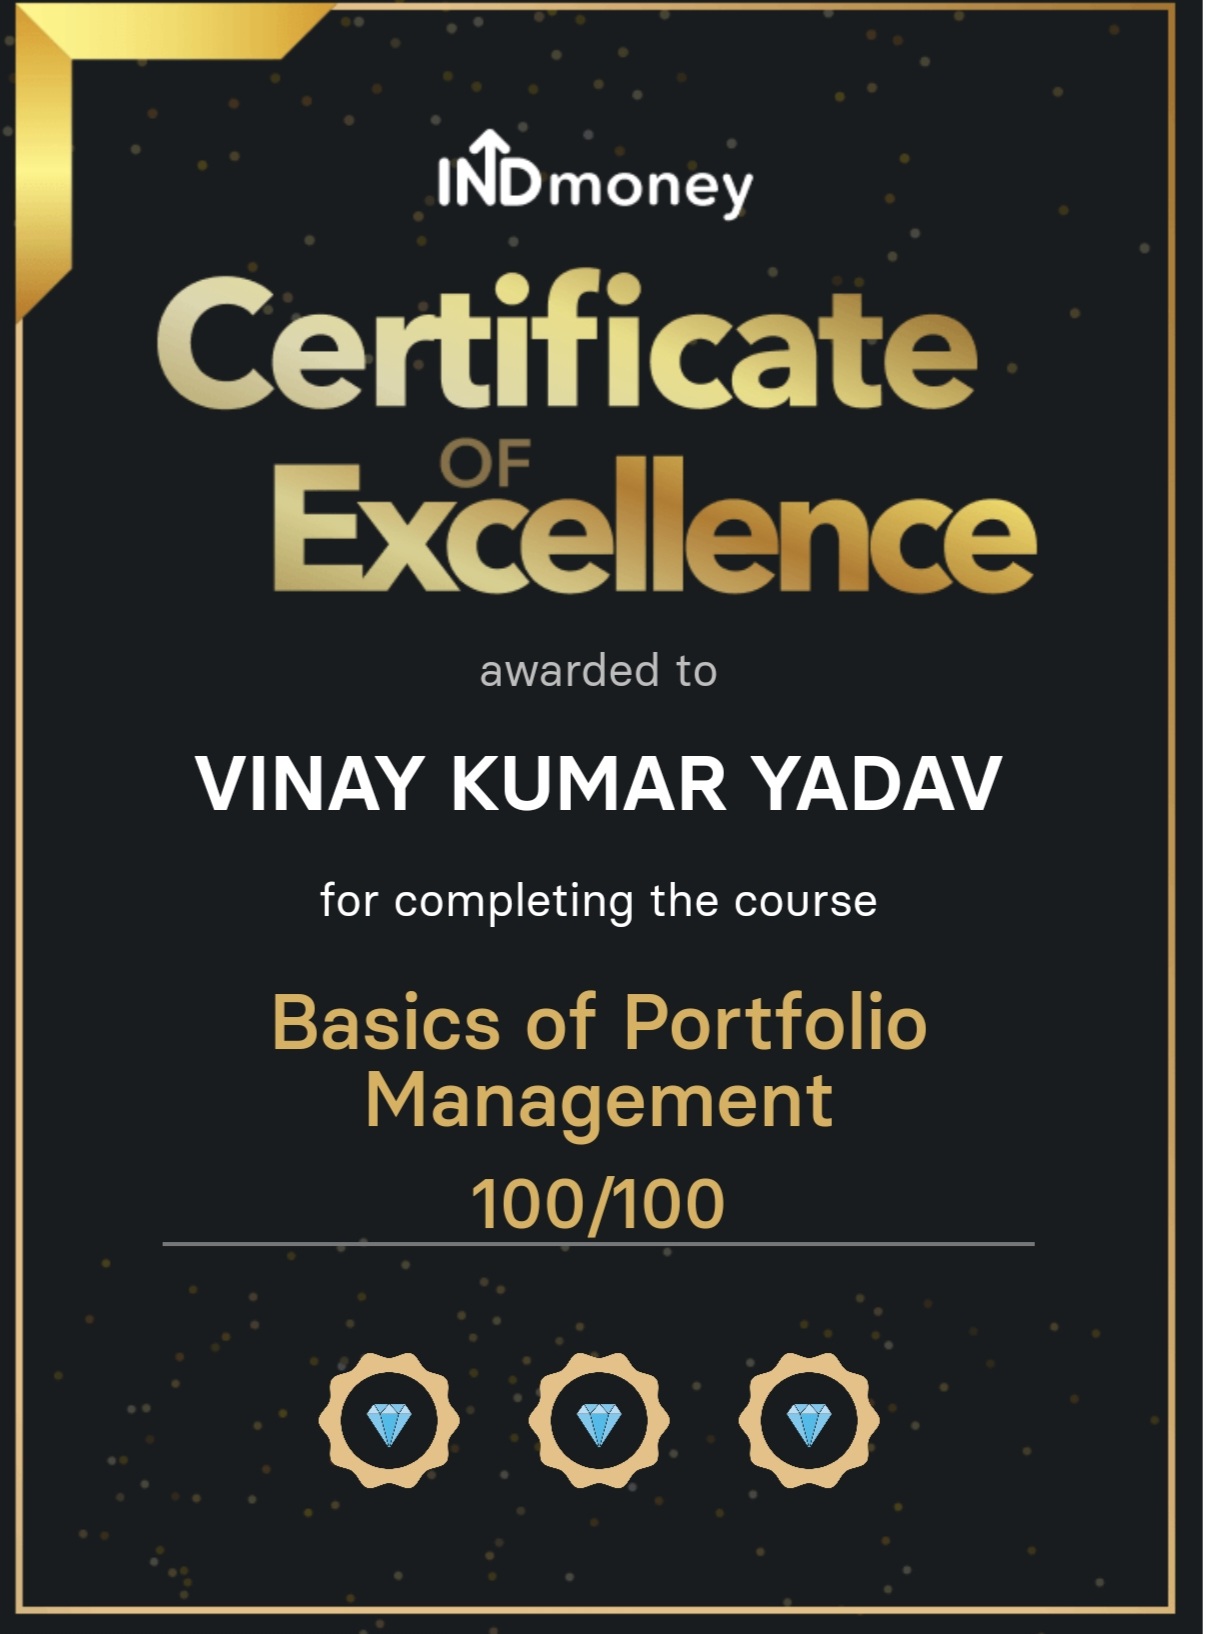 INDmoney
Certificate
OF
Excellence
awarded to
VINAY KUMAR YADAV
for completing the course
Basics of Portfolio
Management
100/100